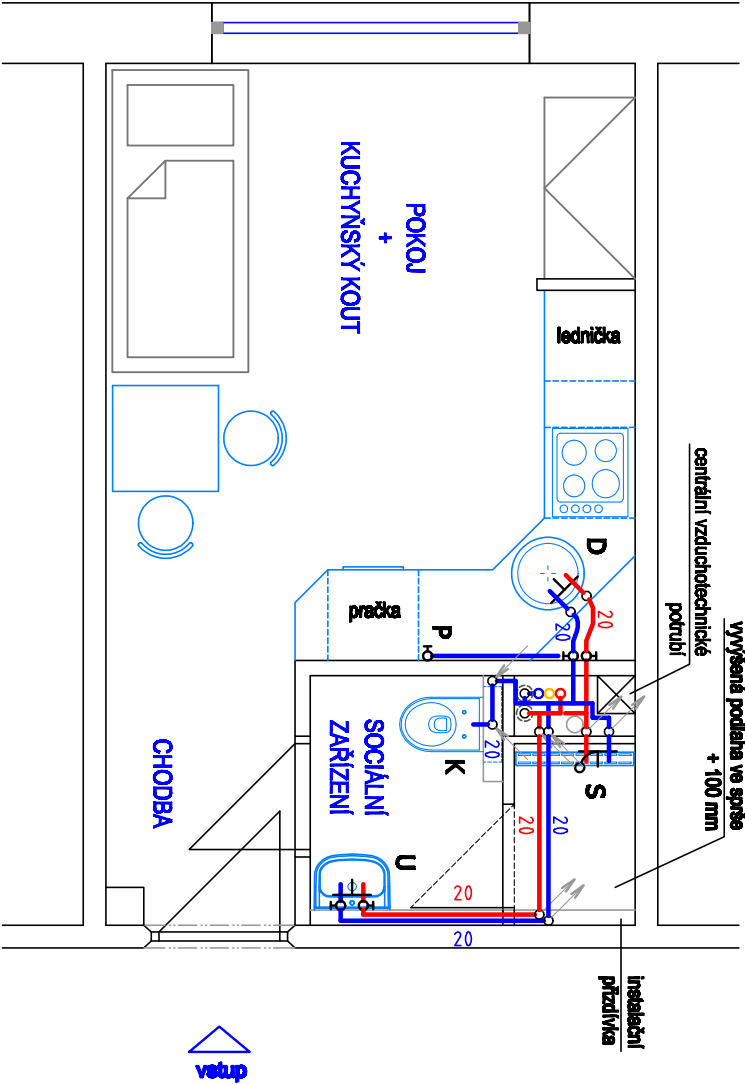 POKOJ
+
KUCHYŇSKÝ KOUT
lednička
centrální vzduchotechnické
potrubí
vyvýšená podlaha ve sprše
+ 100 mm
D
20
20
pračka
P
K
20
S
SOCIÁLNÍ
ZAŘÍZENÍ
CHODBA
U
20
20
20
20
instalační
přizdívka
vstup